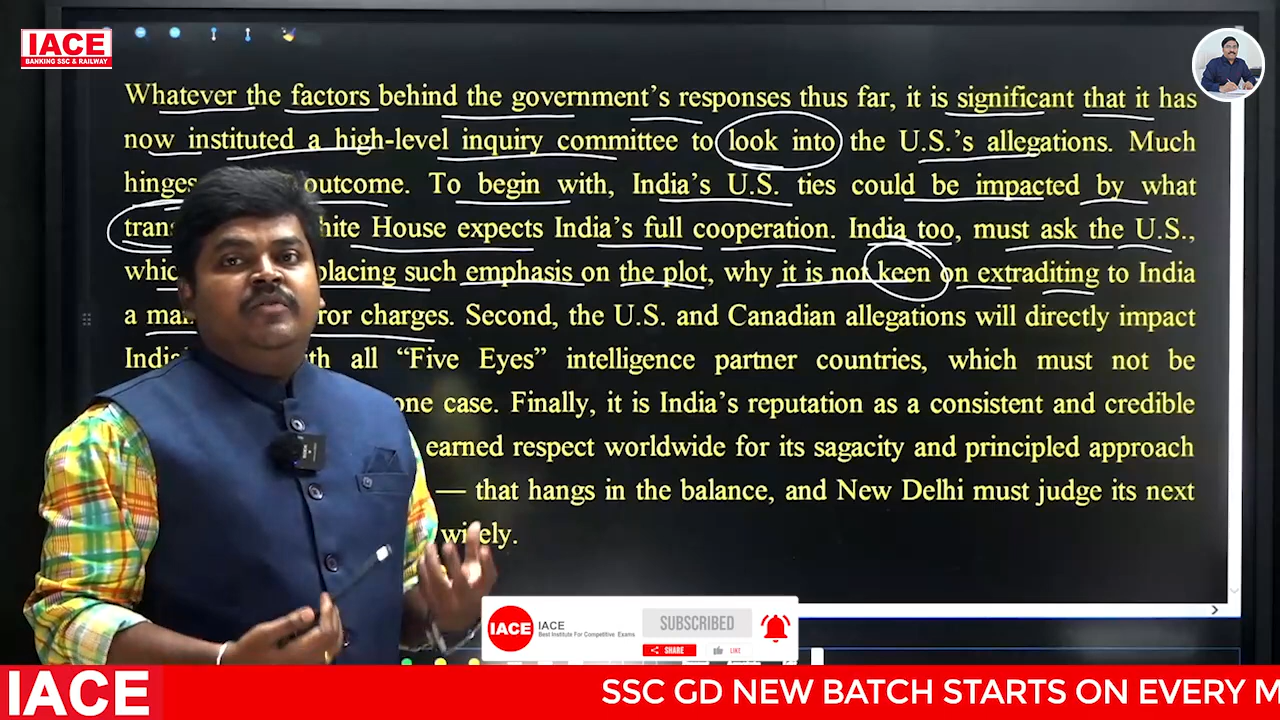 IACE
BANKING SSC & RAILWAY
Whatever the factors behind the government's responses thus far, it is significant that it has
now instituted a high-level inquiry committee to look into the U.S.'s allegations. Much
hinges outcome. To begin with, India's U.S. ties could be impacted by what
House expects India's full cooperation. India too, must ask the U.S.,
placing such emphasis on the plot, why it is not keen on extraditing to India
a charges. Second, the U.S. and Canadian allegations will directly impact
all “Five Eyes” intelligence partner countries, which must not be
one case. Finally, it is India's reputation as a consistent and credible
earned respect worldwide for its sagacity and principled approach
— that hangs in the balance, and New Delhi must judge its next
wisely.
IACE
IACE
Best Institute For Competitive Exams
SUBSCRIBED
SHARE
LIKE
IACE
SSC GD NEW BATCH STARTS ON EVERY M